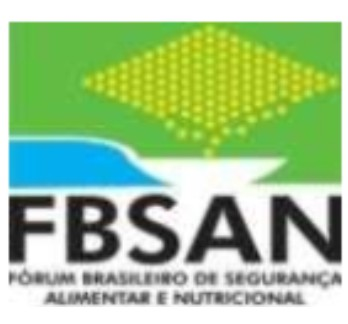 FBSAN
FÓRUM BRASILEIRO DE SEGURANÇA
ALIMENTAR E NUTRICIONAL